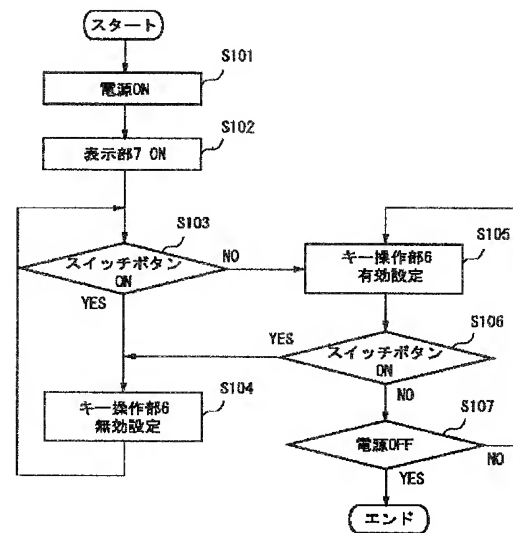 スタート
S101
電源ON
S102
表示部7 ON
S103
スイッチボタン
ON
NO
YES
S105
キー操作部6
有効設定
S106
YES
スイッチボタン
ON
NO
S104
キー操作部6
無効設定
S107
電源OFF
NO
YES
エンド